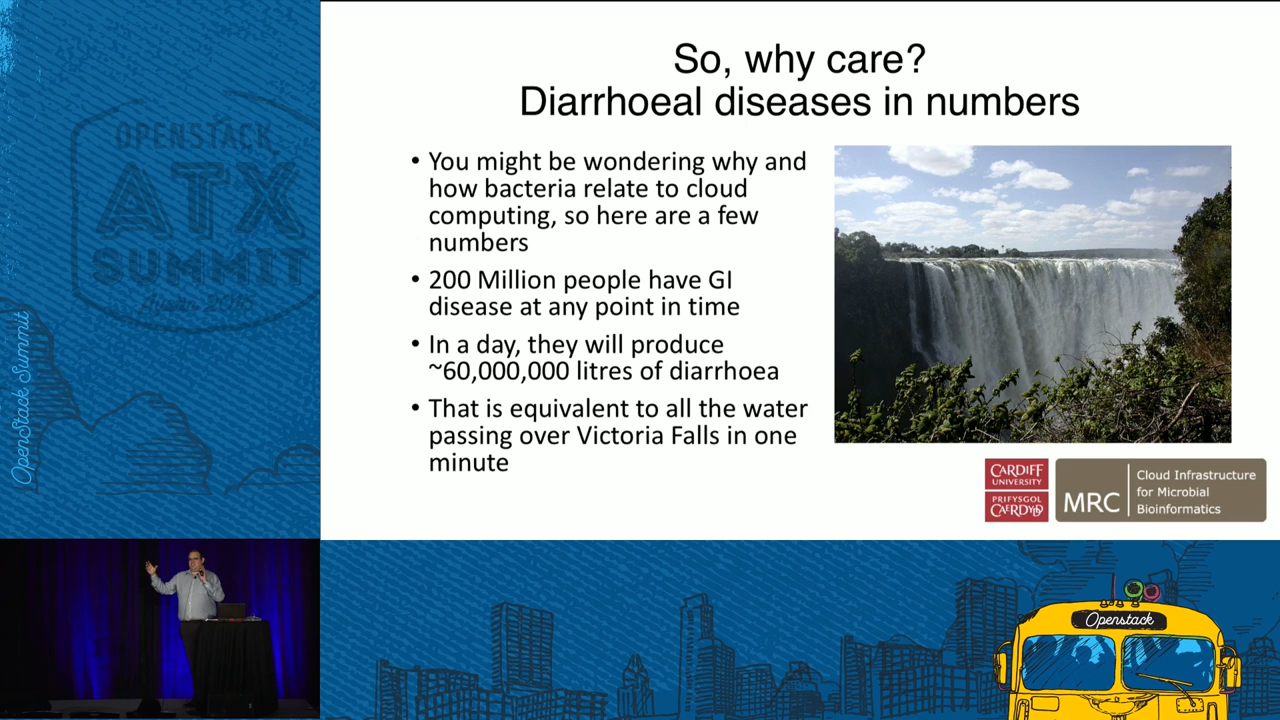 So, why care?
Diarrhoeal diseases in numbers
• You might be wondering why and
how bacteria relate to cloud
computing, so here are a few
numbers
• 200 Million people have GI
disease at any point in time
• In a day, they will produce
~60,000,000 litres of diarrhoea
• That is equivalent to all the water
passing over Victoria Falls in one
minute
CARDIFF
UNIVERSITY
PRIFYSGOL
CAERDYDD
MRC
Cloud Infrastructure
for Microbial
Bioinformatics
OPENSTACK
ATX
SUMMIT
OpenStack Summit
Openstack